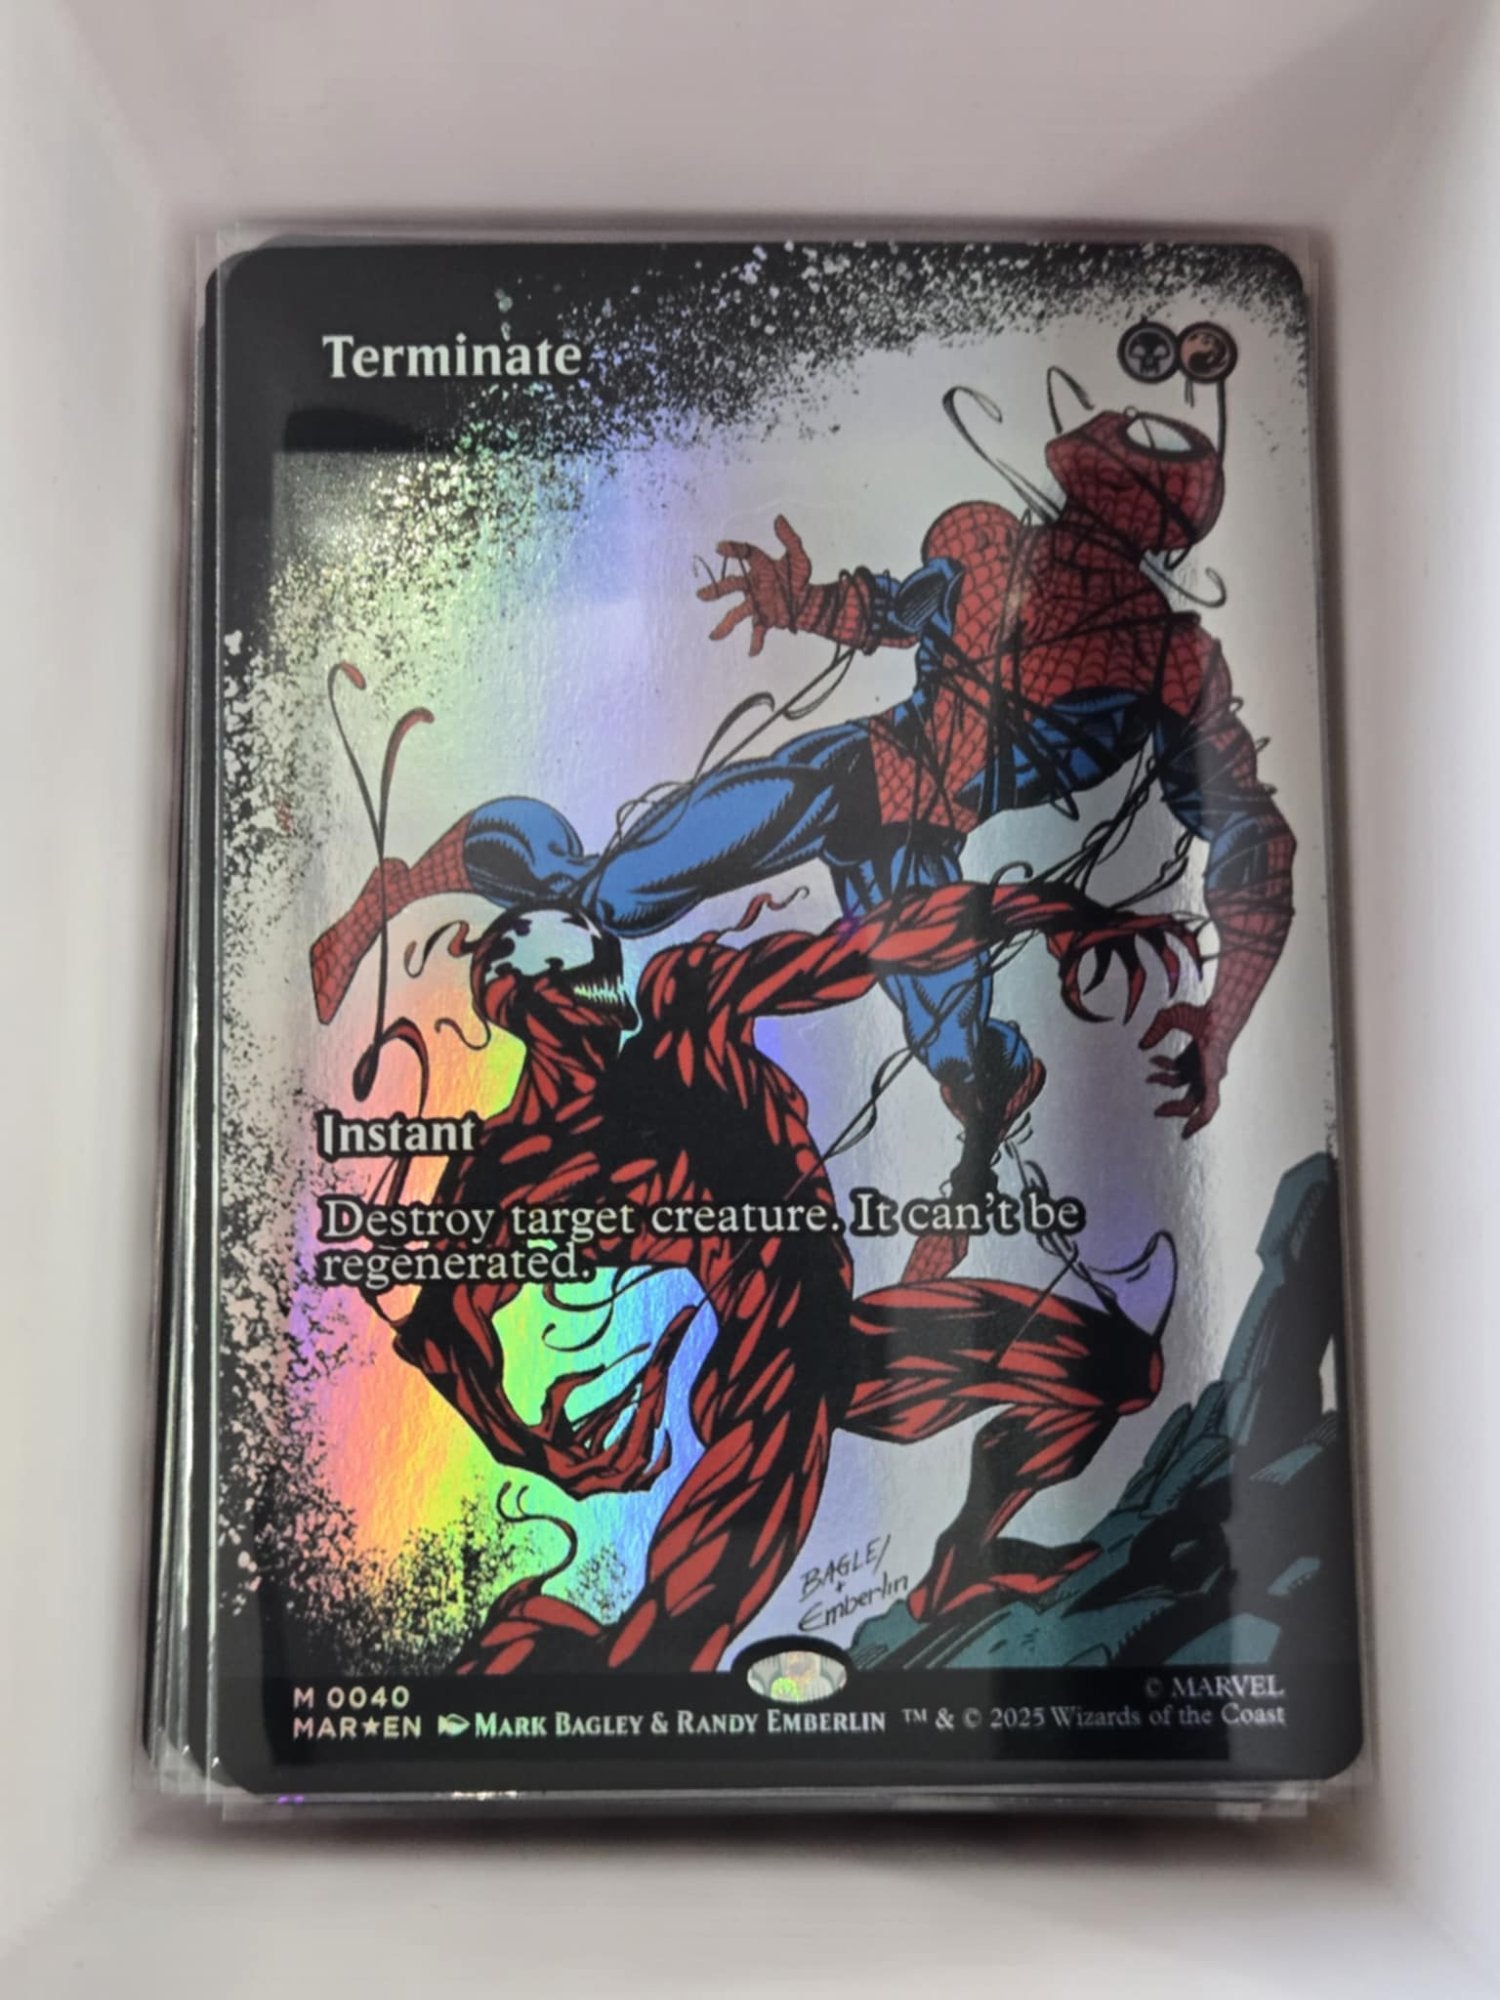 Terminate
Instant
Destroy target creature. It can't be
regenerated.
BAGLEY
+
Emberlin
M 0040
© MARVEL
MAR★EN MARK BAGLEY & RANDY EMBERLIN ™ & © 2025 Wizards of the Coast